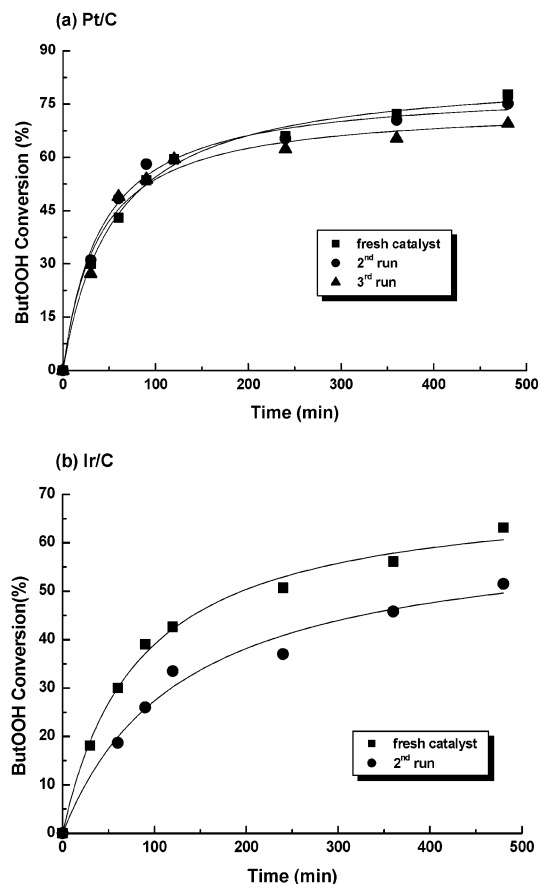 (a) Pt/C
90
75
60
45
30
15
0
ButOOH Conversion (%)
fresh catalyst
2nd run
3rd run
0 100 200 300 400 500
Time (min)
(b) Ir/C
70
60
50
40
30
20
10
0
ButOOH Conversion(%)
fresh catalyst
2nd run
0 100 200 300 400 500
Time (min)